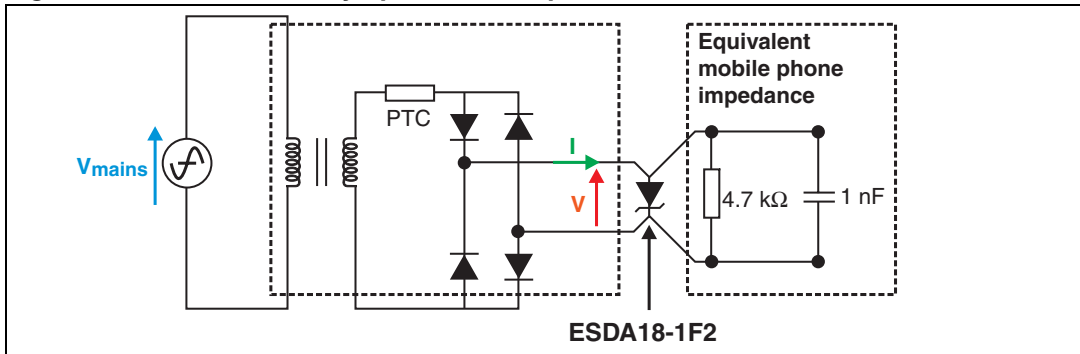 Equivalent
mobile phone
impedance
PTC
I
Vmains
V
4.7 kΩ
1 nF
ESDA18-1F2